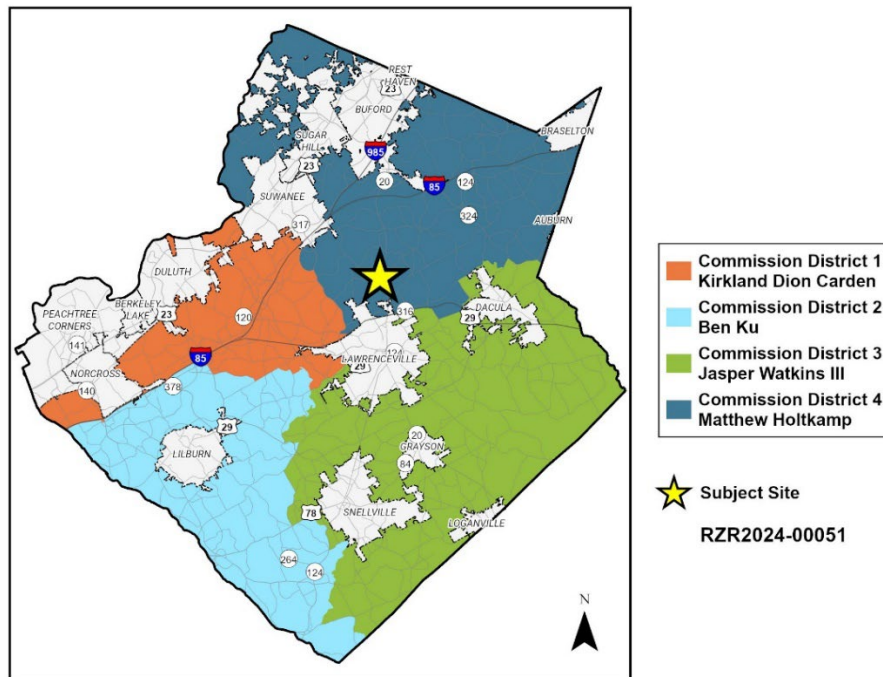 REST
HAVEN
23
BUFORD
BRASELTON
SUGAR
HILL
985
23
20
85
124
SUWANEE
324
AUBURN
317
DULUTH
BERKELEY
LAKE
23
PEACHTREE
CORNERS
120
316
DACULA
29
141
85
124
LAWRENCEVILLE
29
NORCROSS
378
140
29
20
GRAYSON
LILBURN
84
78
SNELLVILLE
LOGANVILLE
264
124
N
Commission District 1
Kirkland Dion Carden
Commission District 2
Ben Ku
Commission District 3
Jasper Watkins III
Commission District 4
Matthew Holtkamp
Subject Site
RZR2024-00051